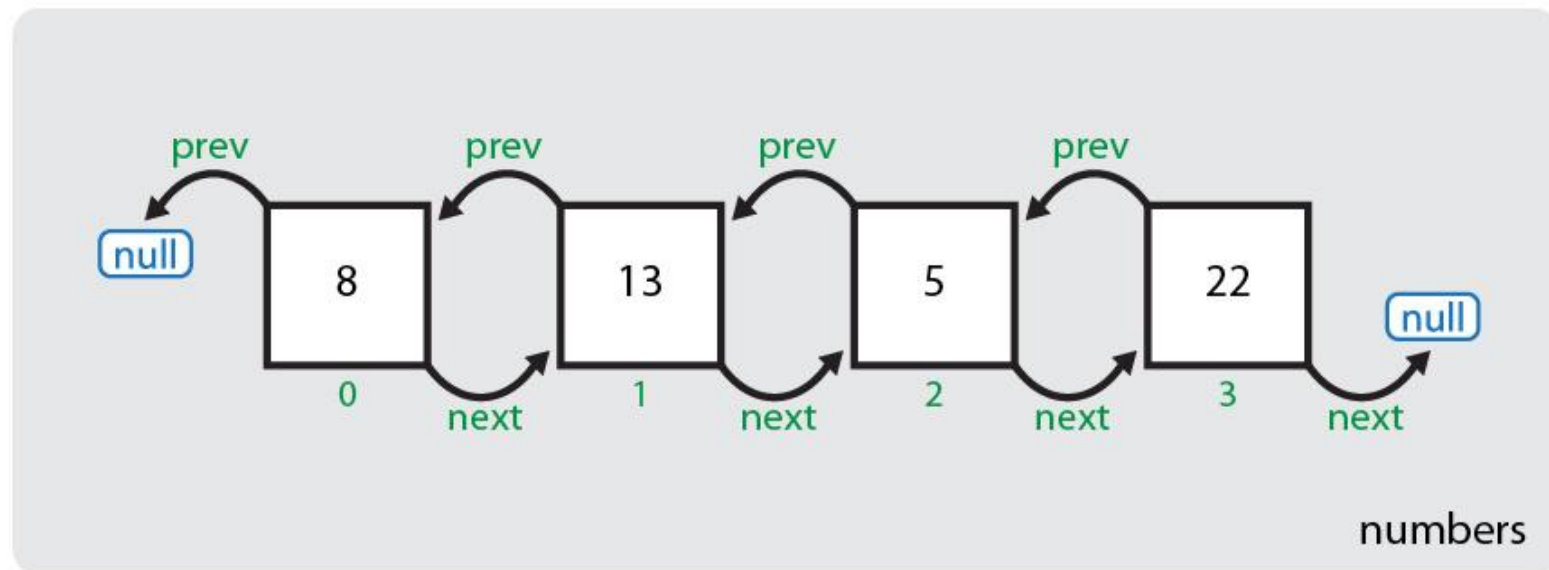 prev prev prev prev
null 8 13 5 22 null
0 1 2 3
next next next next
numbers